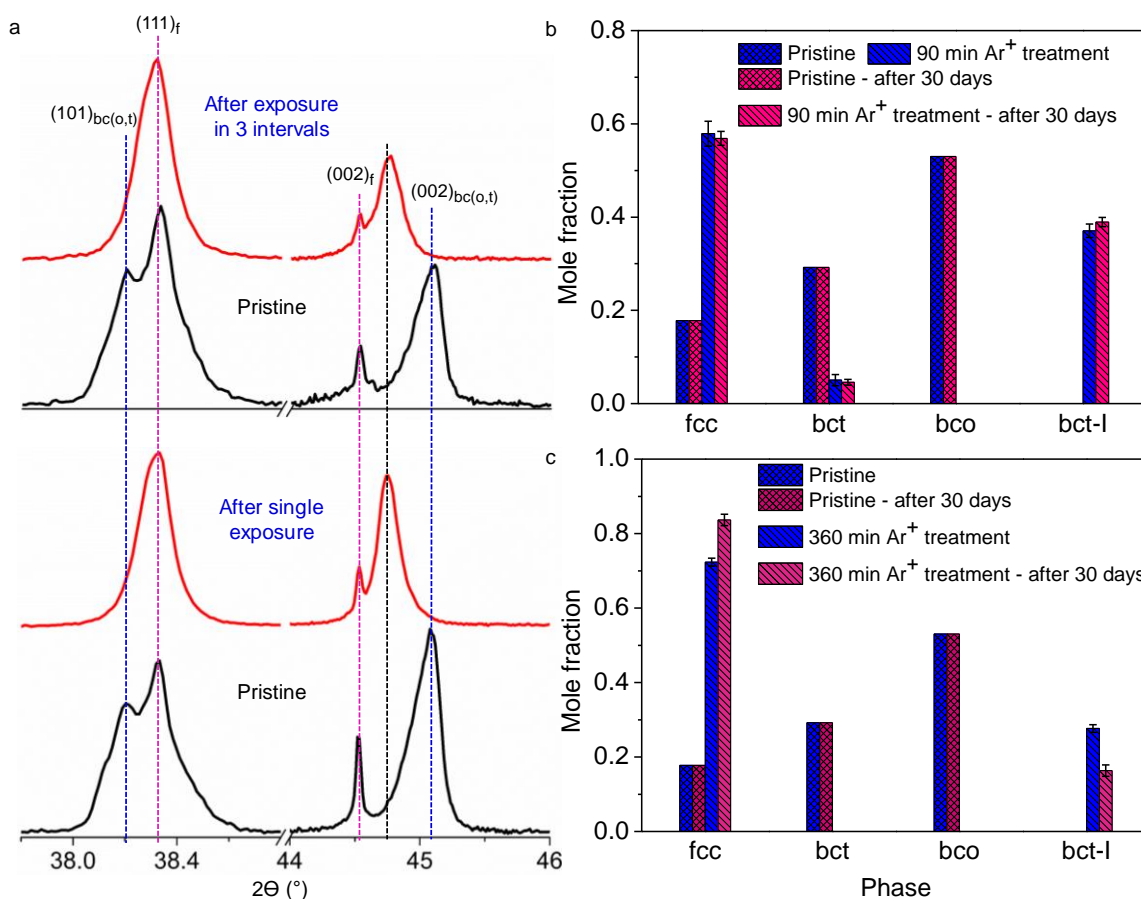 a
(111)f
(101)bc(o,t)
After exposure
in 3 intervals
(002)f
(002)bc(o,t)
Pristine
After single
exposure
Pristine
38.0 38.4 44 45 46
2Θ (°)
b
0.8
0.6
0.4
0.2
0.0
Mole fraction
Pristine 90 min Ar+ treatment
Pristine - after 30 days
90 min Ar+ treatment - after 30 days
fcc bct bco bct-I
c
1.0
0.8
0.6
0.4
0.2
0.0
Mole fraction
Pristine
Pristine - after 30 days
360 min Ar+ treatment
360 min Ar+ treatment - after 30 days
fcc bct bco bct-I
Phase